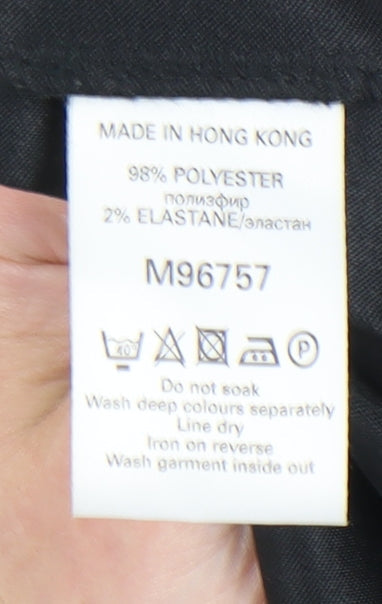 MADE IN HONG KONG
98% POLYESTER
полиэфир
2% ELASTANE/эластан
M96757
40° P
Do not soak
Wash deep colours separately
Line dry
Iron on reverse
Wash garment inside out